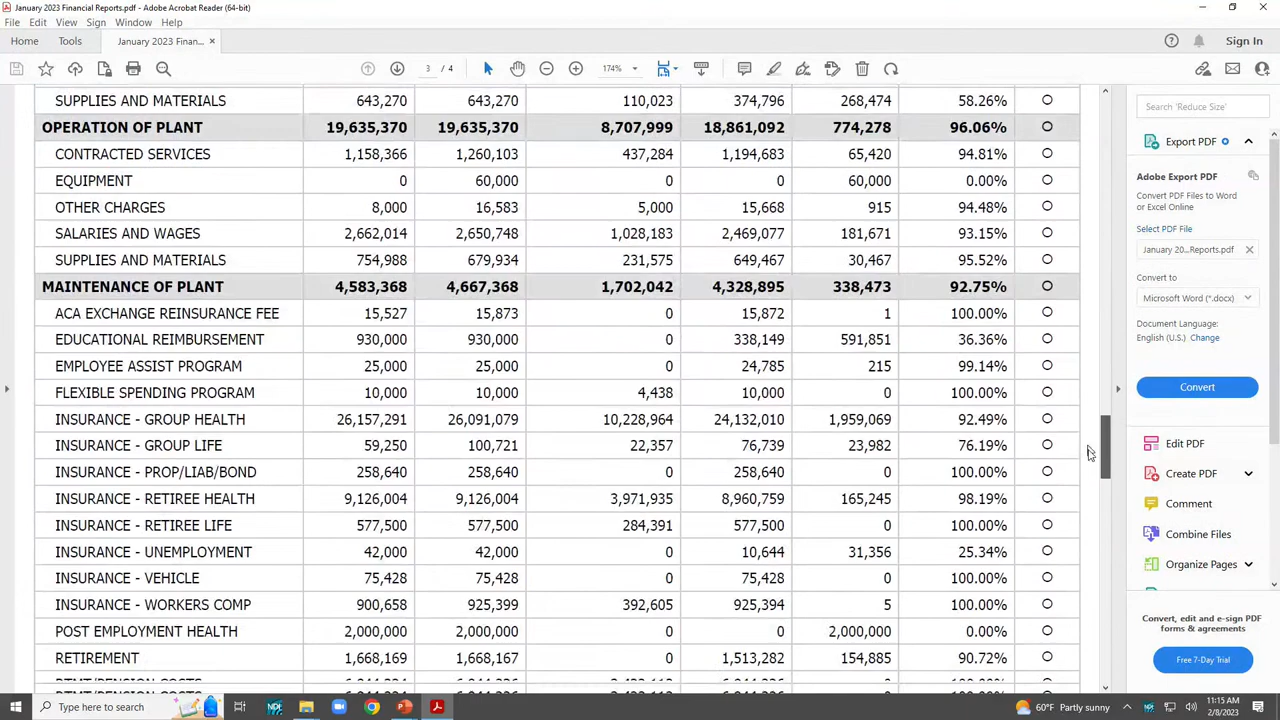 January 2023 Financial Reports.pdf - Adobe Acrobat Reader (64-bit)
File Edit View Sign Window Help
Home Tools January 2023 Finan... × Sign In
3 / 4 174%
SUPPLIES AND MATERIALS 643,270 643,270 110,023 374,796 268,474 58.26%
OPERATION OF PLANT 19,635,370 19,635,370 8,707,999 18,861,092 774,278 96.06%
CONTRACTED SERVICES 1,158,366 1,260,103 437,284 1,194,683 65,420 94.81%
EQUIPMENT 0 60,000 0 0 60,000 0.00%
OTHER CHARGES 8,000 16,583 5,000 15,668 915 94.48%
SALARIES AND WAGES 2,662,014 2,650,748 1,028,183 2,469,077 181,671 93.15%
SUPPLIES AND MATERIALS 754,988 679,934 231,575 649,467 30,467 95.52%
MAINTENANCE OF PLANT 4,583,368 4,667,368 1,702,042 4,328,895 338,473 92.75%
ACA EXCHANGE REINSURANCE FEE 15,527 15,873 0 15,872 1 100.00%
EDUCATIONAL REIMBURSEMENT 930,000 930,000 0 338,149 591,851 36.36%
EMPLOYEE ASSIST PROGRAM 25,000 25,000 0 24,785 215 99.14%
FLEXIBLE SPENDING PROGRAM 10,000 10,000 4,438 10,000 0 100.00%
INSURANCE - GROUP HEALTH 26,157,291 26,091,079 10,228,964 24,132,010 1,959,069 92.49%
INSURANCE - GROUP LIFE 59,250 100,721 22,357 76,739 23,982 76.19%
INSURANCE - PROP/LIAB/BOND 258,640 258,640 0 258,640 0 100.00%
INSURANCE - RETIREE HEALTH 9,126,004 9,126,004 3,971,935 8,960,759 165,245 98.19%
INSURANCE - RETIREE LIFE 577,500 577,500 284,391 577,500 0 100.00%
INSURANCE - UNEMPLOYMENT 42,000 42,000 0 10,644 31,356 25.34%
INSURANCE - VEHICLE 75,428 75,428 0 75,428 0 100.00%
INSURANCE - WORKERS COMP 900,658 925,399 392,605 925,394 5 100.00%
POST EMPLOYMENT HEALTH 2,000,000 2,000,000 0 0 2,000,000 0.00%
RETIREMENT 1,668,169 1,668,167 0 1,513,282 154,885 90.72%
Search 'Reduce Size'
Export PDF
Adobe Export PDF
Convert PDF Files to Word
or Excel Online
Select PDF File
January 20...Reports.pdf
Convert to
Microsoft Word (*.docx)
Document Language:
English (U.S.) Change
Convert
Edit PDF
Create PDF
Comment
Combine Files
Organize Pages
Convert, edit and e-sign PDF
forms & agreements
Free 7-Day Trial
Type here to search
60°F Partly sunny
11:15 AM
2/8/2023